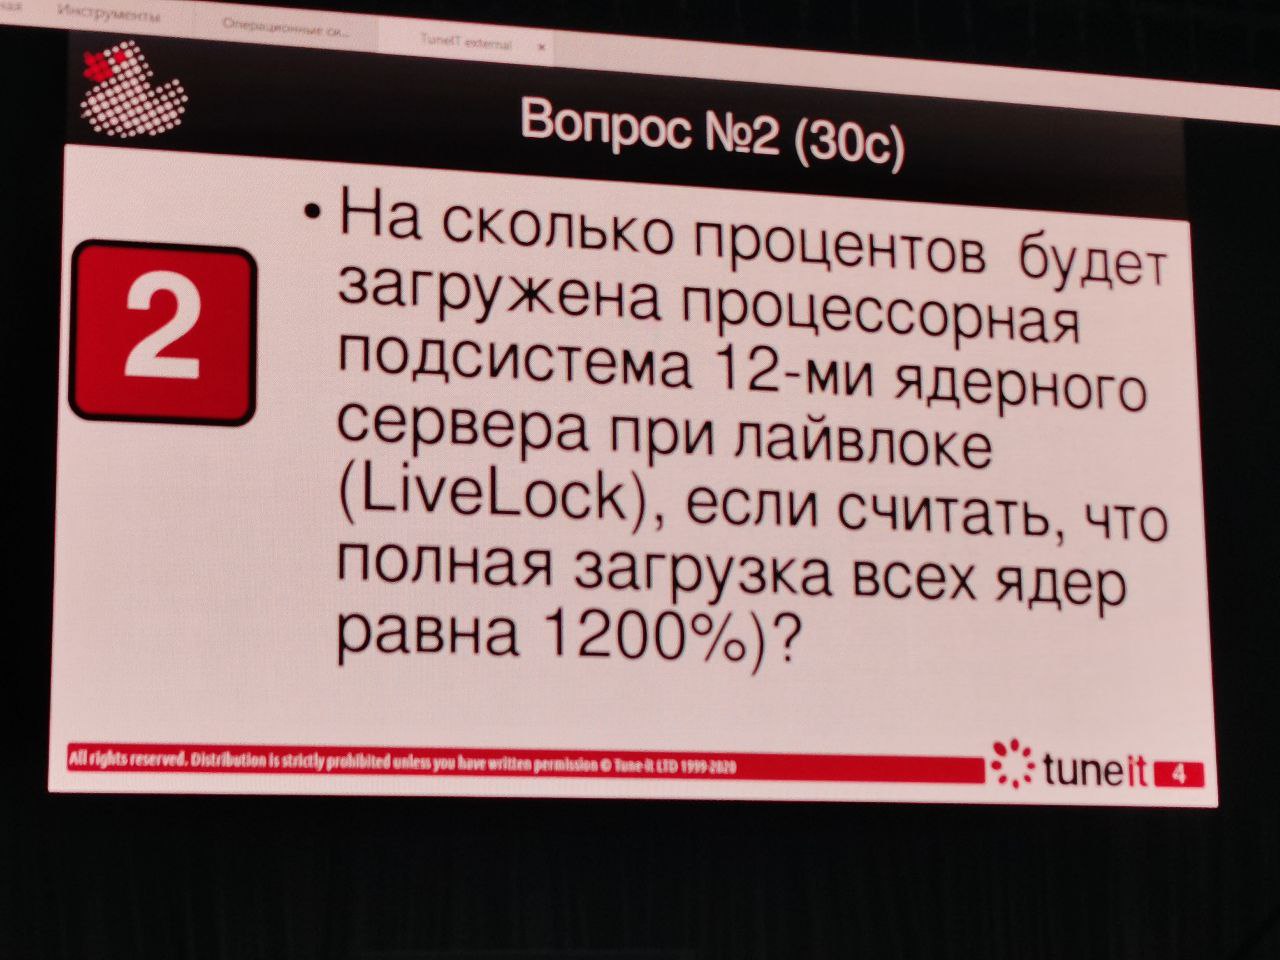 Инструменты
Операционные си...
TuneIT external
×
Вопрос №2 (30с)
2
• На сколько процентов будет
загружена процессорная
подсистема 12-ми ядерного
сервера при лайвлоке
(LiveLock), если считать, что
полная загрузка всех ядер
равна 1200%)?
All rights reserved. Distribution is strictly prohibited unless you have written permission © Tune-it LTD 1999-2020
tuneit
4